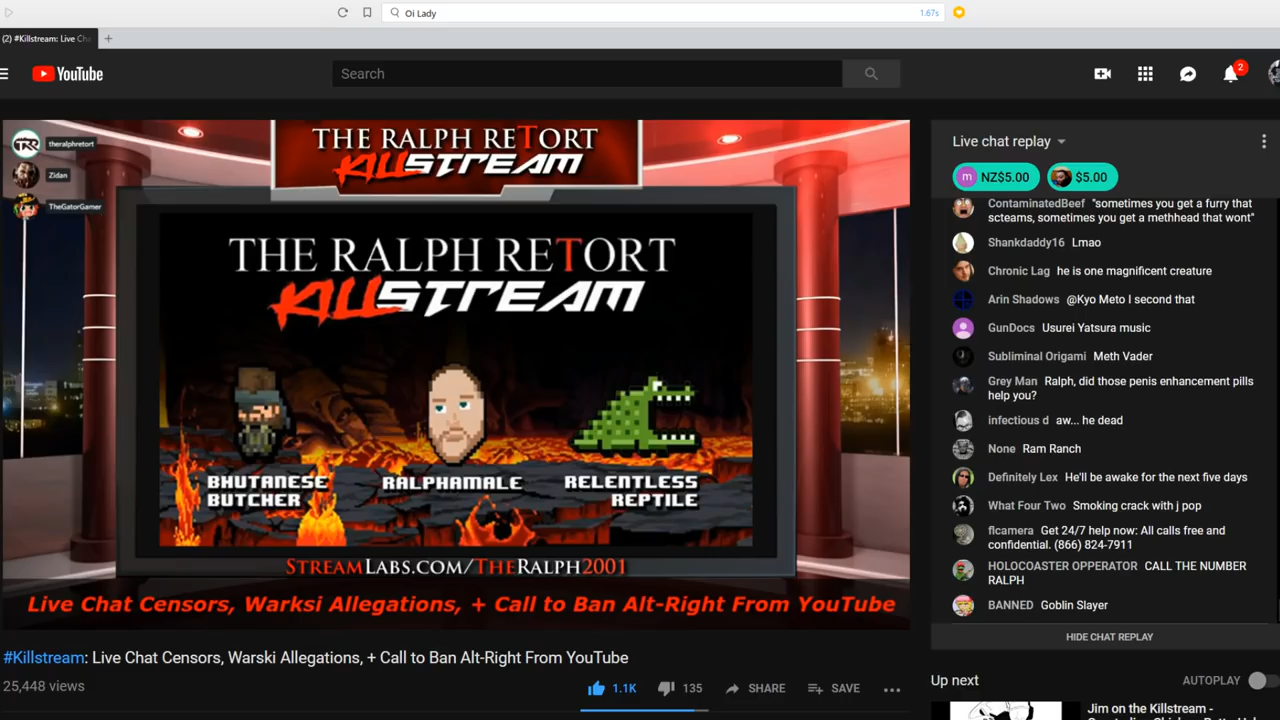 Oi Lady
1.67s
(2) #Killstream: Live Cha
YouTube
Search
2
theralphretort
Zidan
TheGatorGamer
TRR
THE RALPH RETORT
KILLSTREAM
THE RALPH RETORT
KILLSTREAM
BHUTANESE
BUTCHER
RALPHAMALE
RELENTLESS
REPTILE
STREAMLABS.COM/THERALPH2001
Live Chat Censors, Warksi Allegations, + Call to Ban Alt-Right From YouTube
#Killstream: Live Chat Censors, Warski Allegations, + Call to Ban Alt-Right From YouTube
25,448 views
1.1K
135
SHARE
SAVE
Live chat replay
m NZ$5.00
$5.00
ContaminatedBeef "sometimes you get a furry that
scteams, sometimes you get a methhead that wont"
Shankdaddy16 Lmao
Chronic Lag he is one magnificent creature
Arin Shadows @Kyo Meto I second that
GunDocs Usurei Yatsura music
Subliminal Origami Meth Vader
Grey Man Ralph, did those penis enhancement pills
help you?
infectious d aw... he dead
None Ram Ranch
Definitely Lex He'll be awake for the next five days
What Four Two Smoking crack with j pop
flcamera Get 24/7 help now: All calls free and
confidential. (866) 824-7911
HOLOCOASTER OPPERATOR CALL THE NUMBER
RALPH
BANNED Goblin Slayer
HIDE CHAT REPLAY
Up next
AUTOPLAY
Jim on the Killstream -